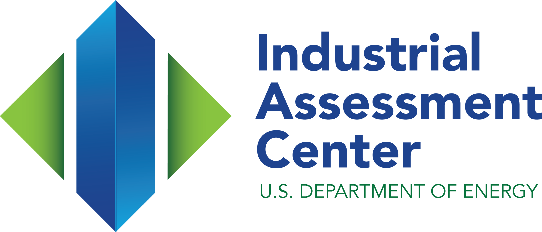 Industrial
Assessment
Center
U.S. DEPARTMENT OF ENERGY